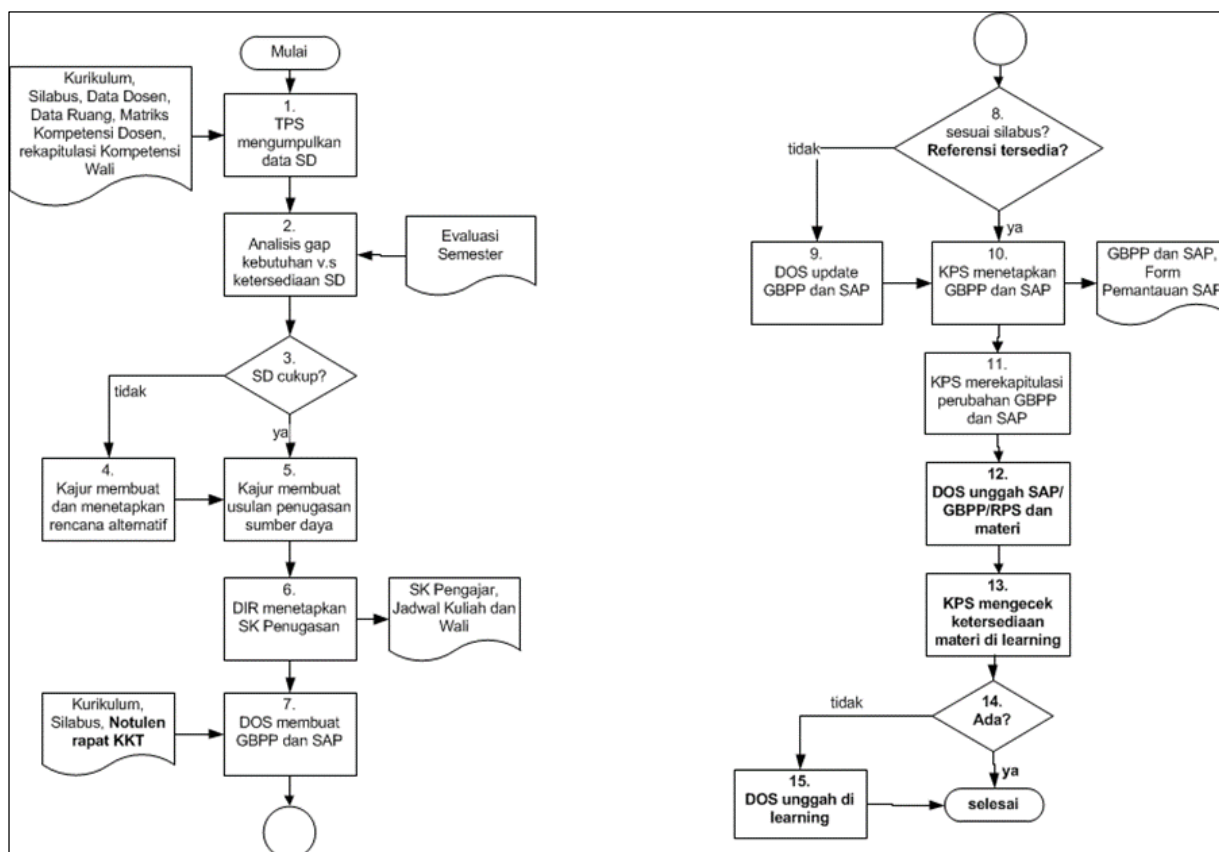 Mulai
Kurikulum,
Silabus, Data Dosen,
Data Ruang, Matriks
Kompetensi Dosen,
rekapitulasi Kompetensi
Wali
1.
TPS
mengumpulkan
data SD
2.
Analisis gap
kebutuhan v.s
ketersediaan SD
Evaluasi
Semester
3.
SD cukup?
tidak
ya
4.
Kajur membuat
dan menetapkan
rencana alternatif
5.
Kajur membuat
usulan penugasan
sumber daya
6.
DIR menetapkan
SK Penugasan
SK Pengajar,
Jadwal Kuliah dan
Wali
Kurikulum,
Silabus, Notulen
rapat KKT
7.
DOS membuat
GBPP dan SAP
8.
sesuai silabus?
Referensi tersedia?
tidak
ya
9.
DOS update
GBPP dan SAP
10.
KPS menetapkan
GBPP dan SAP
GBPP dan SAP,
Form
Pemantauan SAP
11.
KPS merekapitulasi
perubahan GBPP
dan SAP
12.
DOS unggah SAP/
GBPP/RPS dan
materi
13.
KPS mengecek
ketersediaan
materi di learning
14.
Ada?
tidak
ya
15.
DOS unggah di
learning
selesai